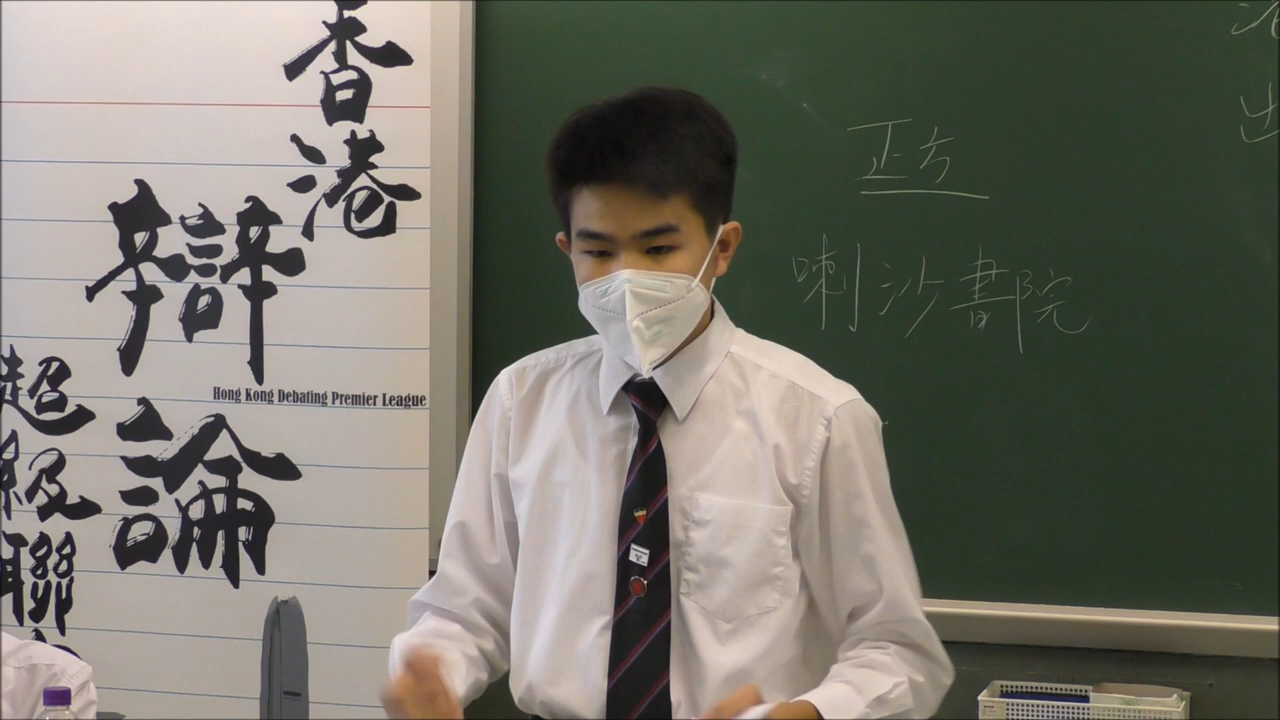 香港
辯論
超級聯
Hong Kong Debating Premier League
正方
喇沙書院